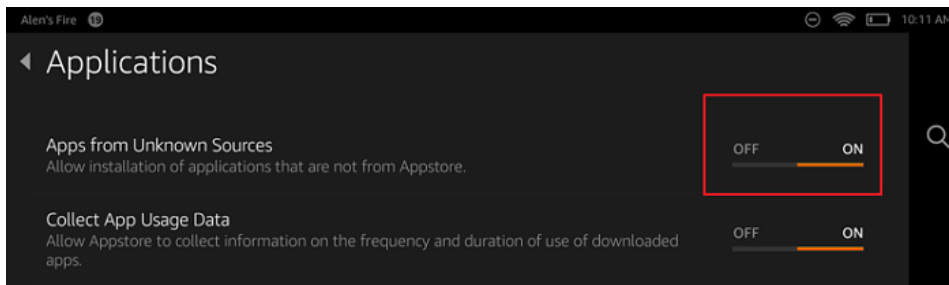 Alen's Fire 19 10:11 AM
Applications
Apps from Unknown Sources
Allow installation of applications that are not from Appstore.
OFF ON
Collect App Usage Data
Allow Appstore to collect information on the frequency and duration of use of downloaded
apps.
OFF ON